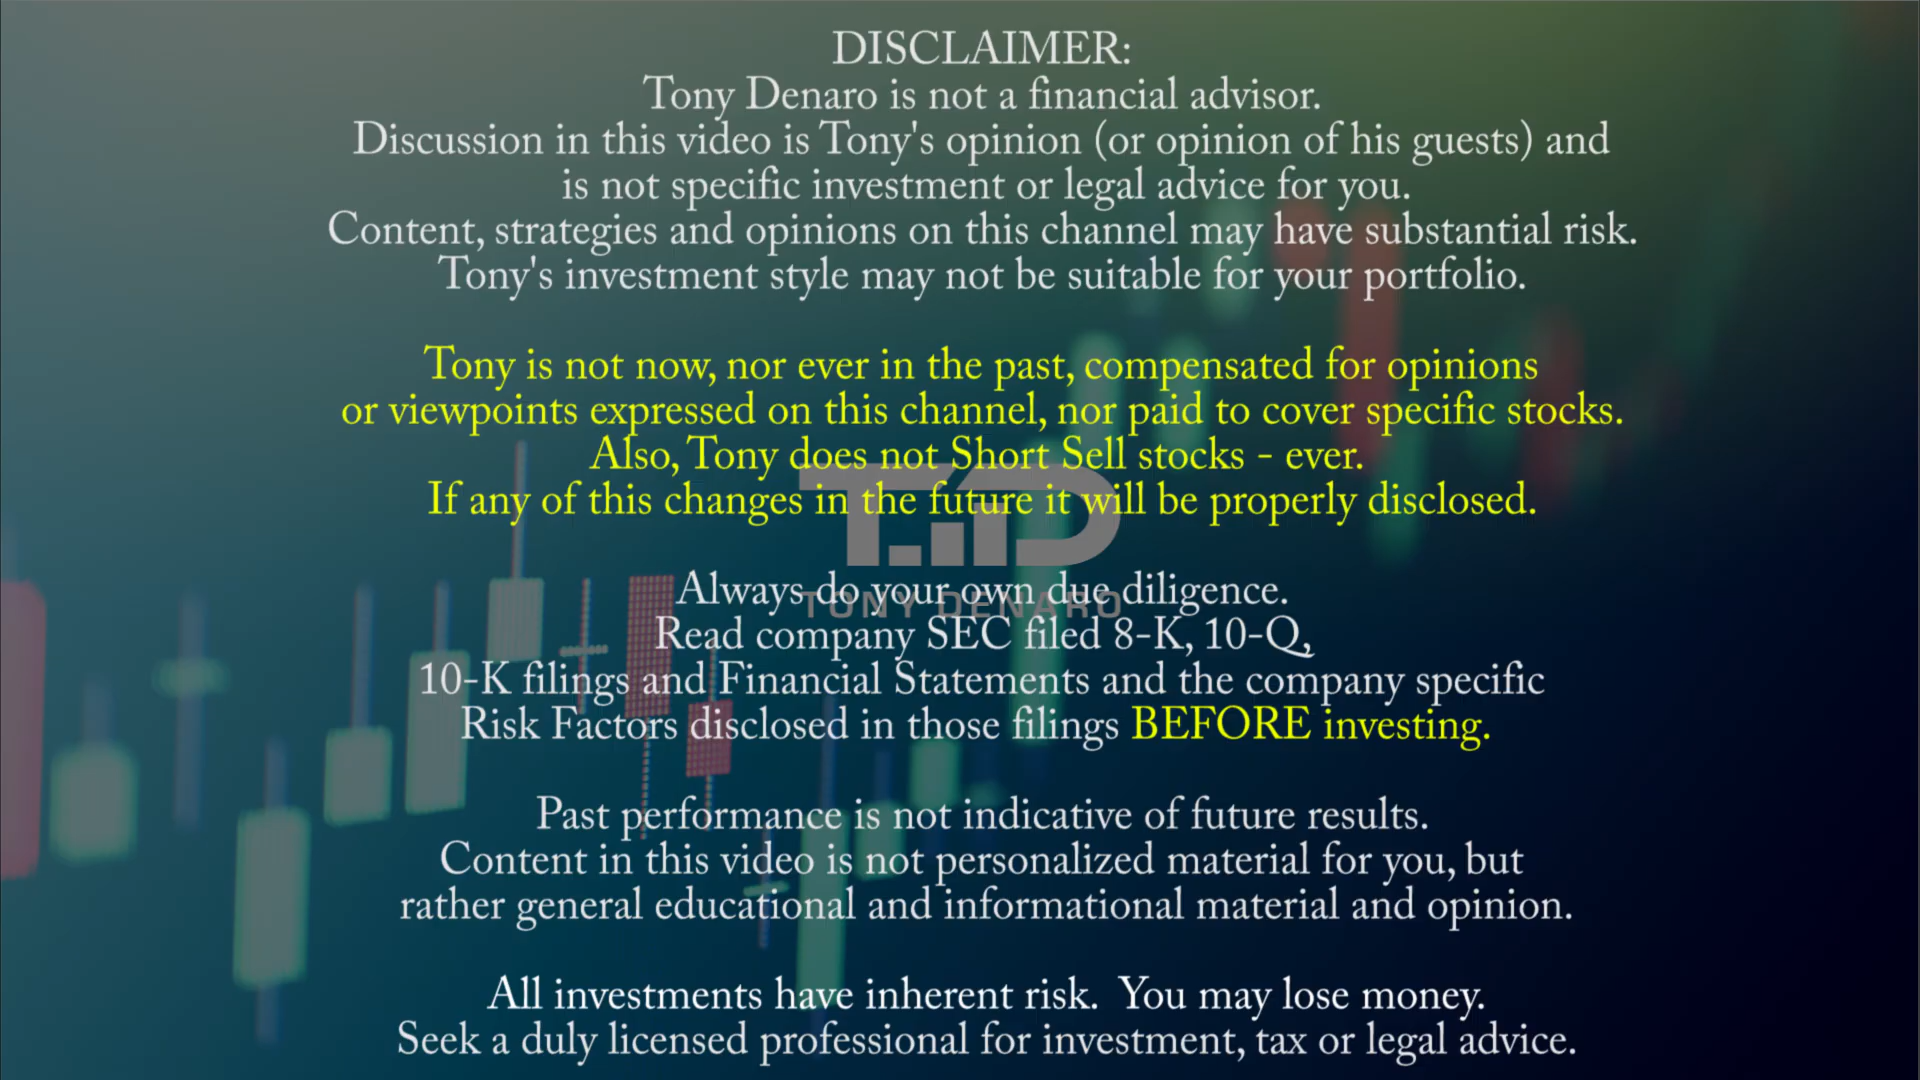 DISCLAIMER:
Tony Denaro is not a financial advisor.
Discussion in this video is Tony's opinion (or opinion of his guests) and
is not specific investment or legal advice for you.
Content, strategies and opinions on this channel may have substantial risk.
Tony's investment style may not be suitable for your portfolio.
Tony is not now, nor ever in the past, compensated for opinions
or viewpoints expressed on this channel, nor paid to cover specific stocks.
Also, Tony does not Short Sell stocks - ever.
If any of this changes in the future it will be properly disclosed.
TD
Always do your own due diligence.
TONY DENARO
Read company SEC filed 8-K, 10-Q,
10-K filings and Financial Statements and the company specific
Risk Factors disclosed in those filings BEFORE investing.
Past performance is not indicative of future results.
Content in this video is not personalized material for you, but
rather general educational and informational material and opinion.
All investments have inherent risk.  You may lose money.
Seek a duly licensed professional for investment, tax or legal advice.